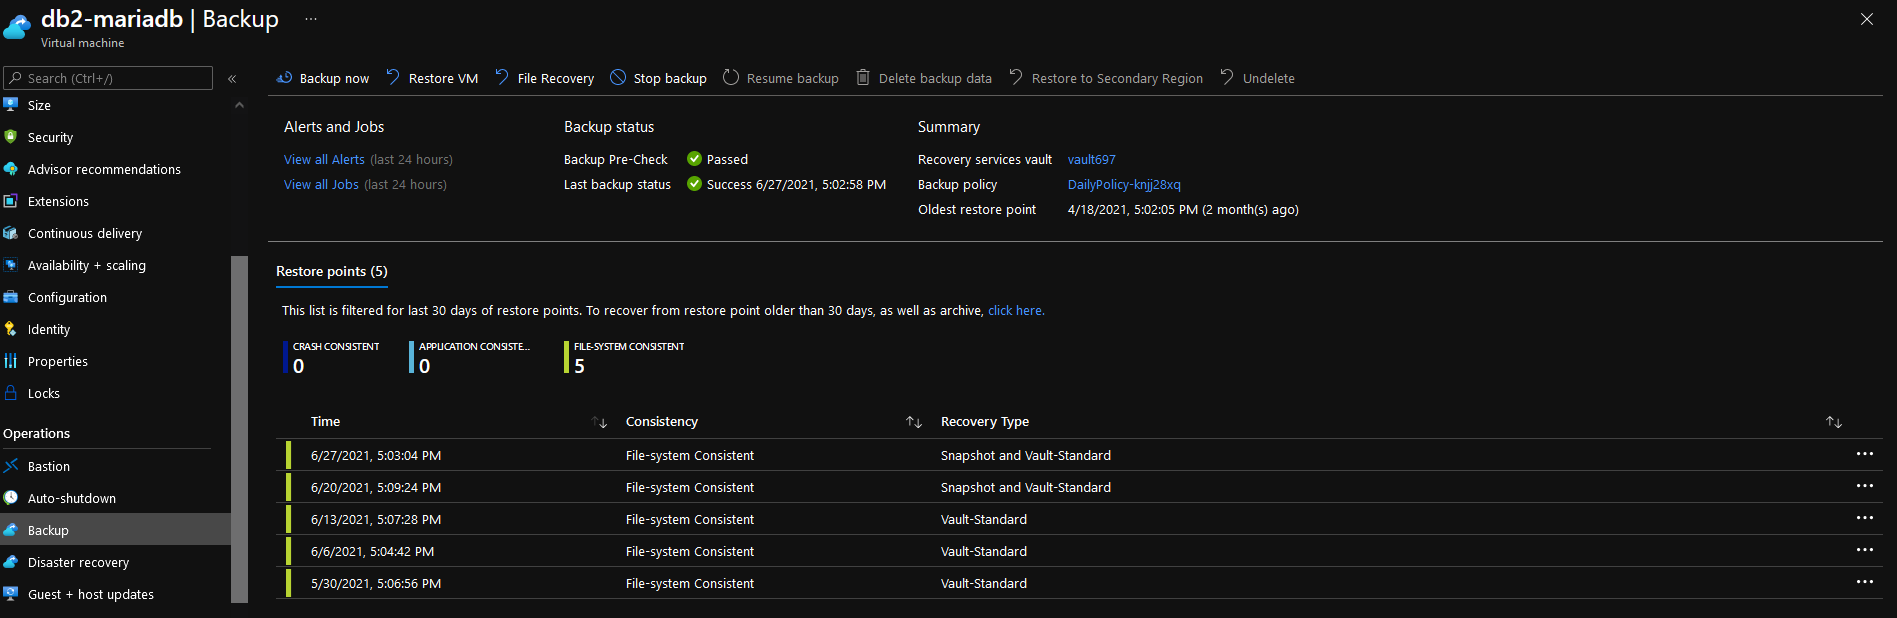 db2-mariadb | Backup ...
Virtual machine
Search (Ctrl+/)
«
Size
Security
Advisor recommendations
Extensions
Continuous delivery
Availability + scaling
Configuration
Identity
Properties
Locks
Operations
Bastion
Auto-shutdown
Backup
Disaster recovery
Guest + host updates
Backup now Restore VM File Recovery Stop backup Resume backup Delete backup data Restore to Secondary Region Undelete
Alerts and Jobs
View all Alerts (last 24 hours)
View all Jobs (last 24 hours)
Backup status
Backup Pre-Check Passed
Last backup status Success 6/27/2021, 5:02:58 PM
Summary
Recovery services vault vault697
Backup policy DailyPolicy-knjj28xq
Oldest restore point 4/18/2021, 5:02:05 PM (2 month(s) ago)
Restore points (5)
This list is filtered for last 30 days of restore points. To recover from restore point older than 30 days, as well as archive, click here.
CRASH CONSISTENT
0
APPLICATION CONSISTE...
0
FILE-SYSTEM CONSISTENT
5
Time Consistency Recovery Type
6/27/2021, 5:03:04 PM File-system Consistent Snapshot and Vault-Standard ...
6/20/2021, 5:09:24 PM File-system Consistent Snapshot and Vault-Standard ...
6/13/2021, 5:07:28 PM File-system Consistent Vault-Standard ...
6/6/2021, 5:04:42 PM File-system Consistent Vault-Standard ...
5/30/2021, 5:06:56 PM File-system Consistent Vault-Standard ...